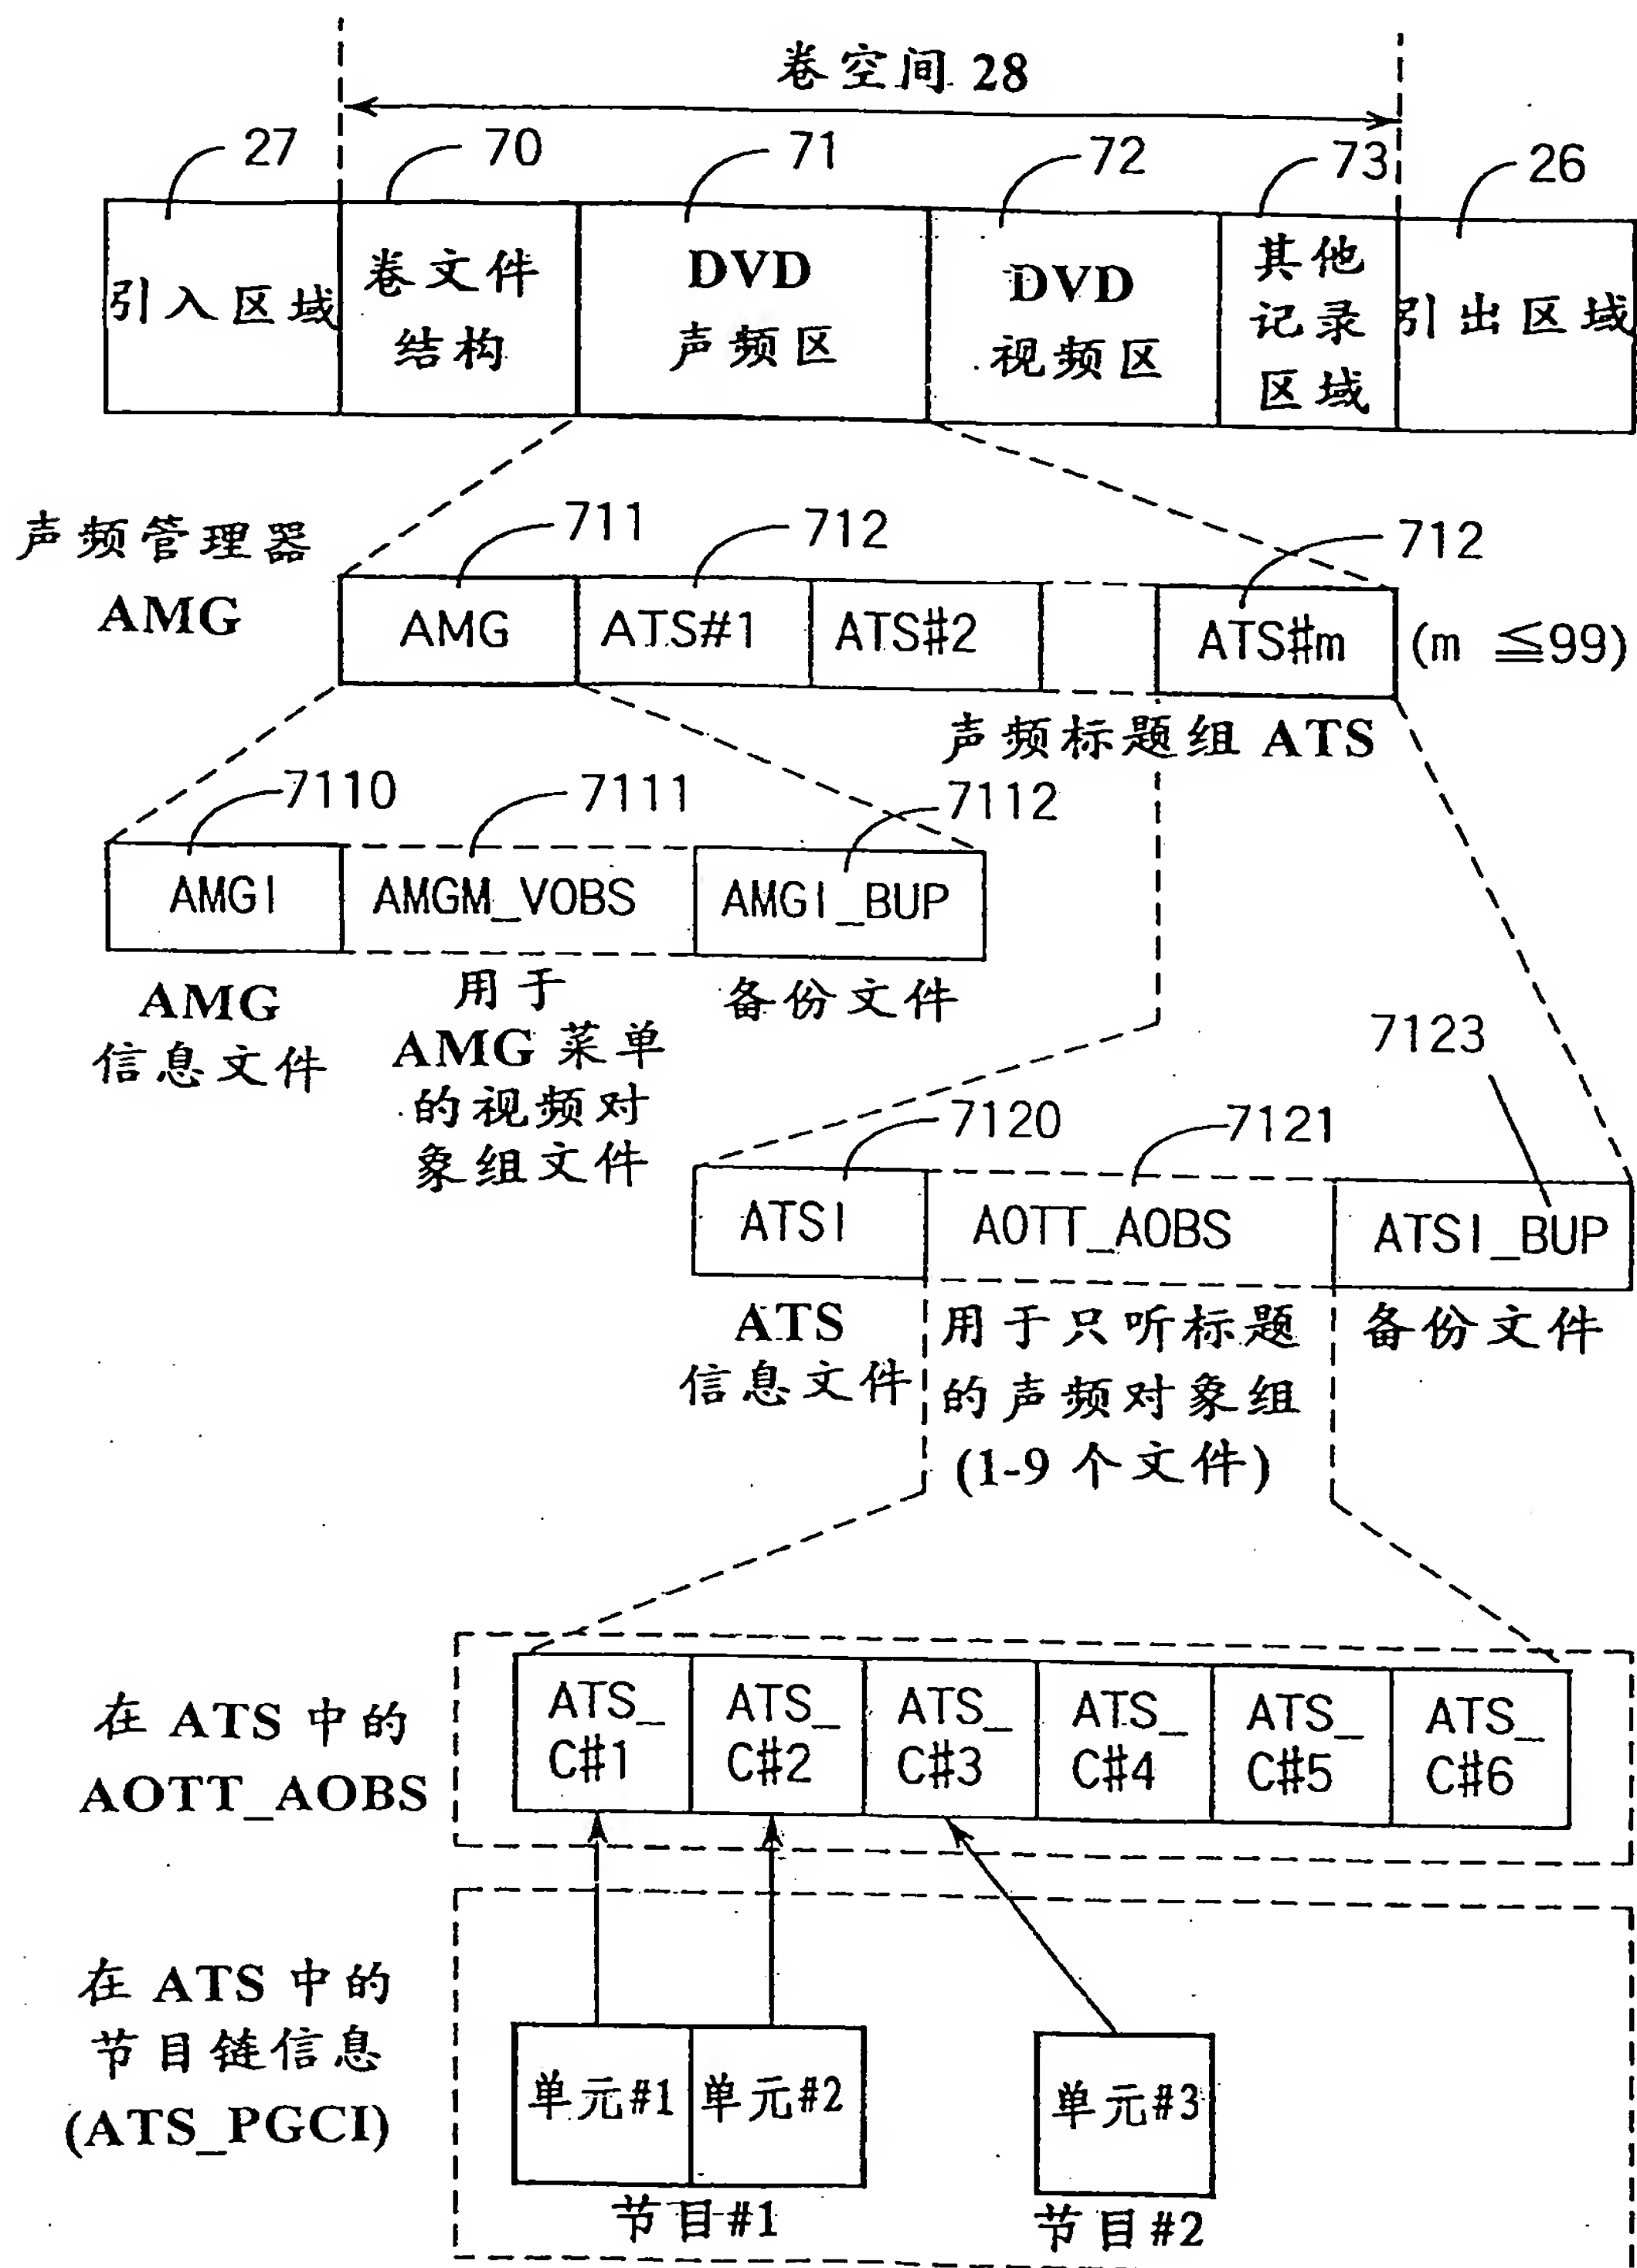 卷空间 28
27
70
71
72
73
26
引入区域
卷文件
结构
DVD
声频区
DVD
视频区
其他
记录
区域
引出区域
声频管理器
AMG
711
712
712
AMG
ATS#1
ATS#2
ATS#m
(m ≦99)
声频标题组 ATS
7110
7111
7112
AMGI
AMGM_VOBS
AMGI_BUP
AMG
信息文件
用于
AMG 菜单
的视频对
象组文件
备份文件
7120
7121
7123
ATSI
AOTT_AOBS
ATSI_BUP
ATS
信息文件
用于只听标题
的声频对象组
(1-9 个文件)
备份文件
在 ATS 中的
AOTT_AOBS
ATS_
C#1
ATS_
C#2
ATS_
C#3
ATS_
C#4
ATS_
C#5
ATS_
C#6
在 ATS 中的
节目链信息
(ATS_PGCI)
单元#1
单元#2
单元#3
节目#1
节目#2